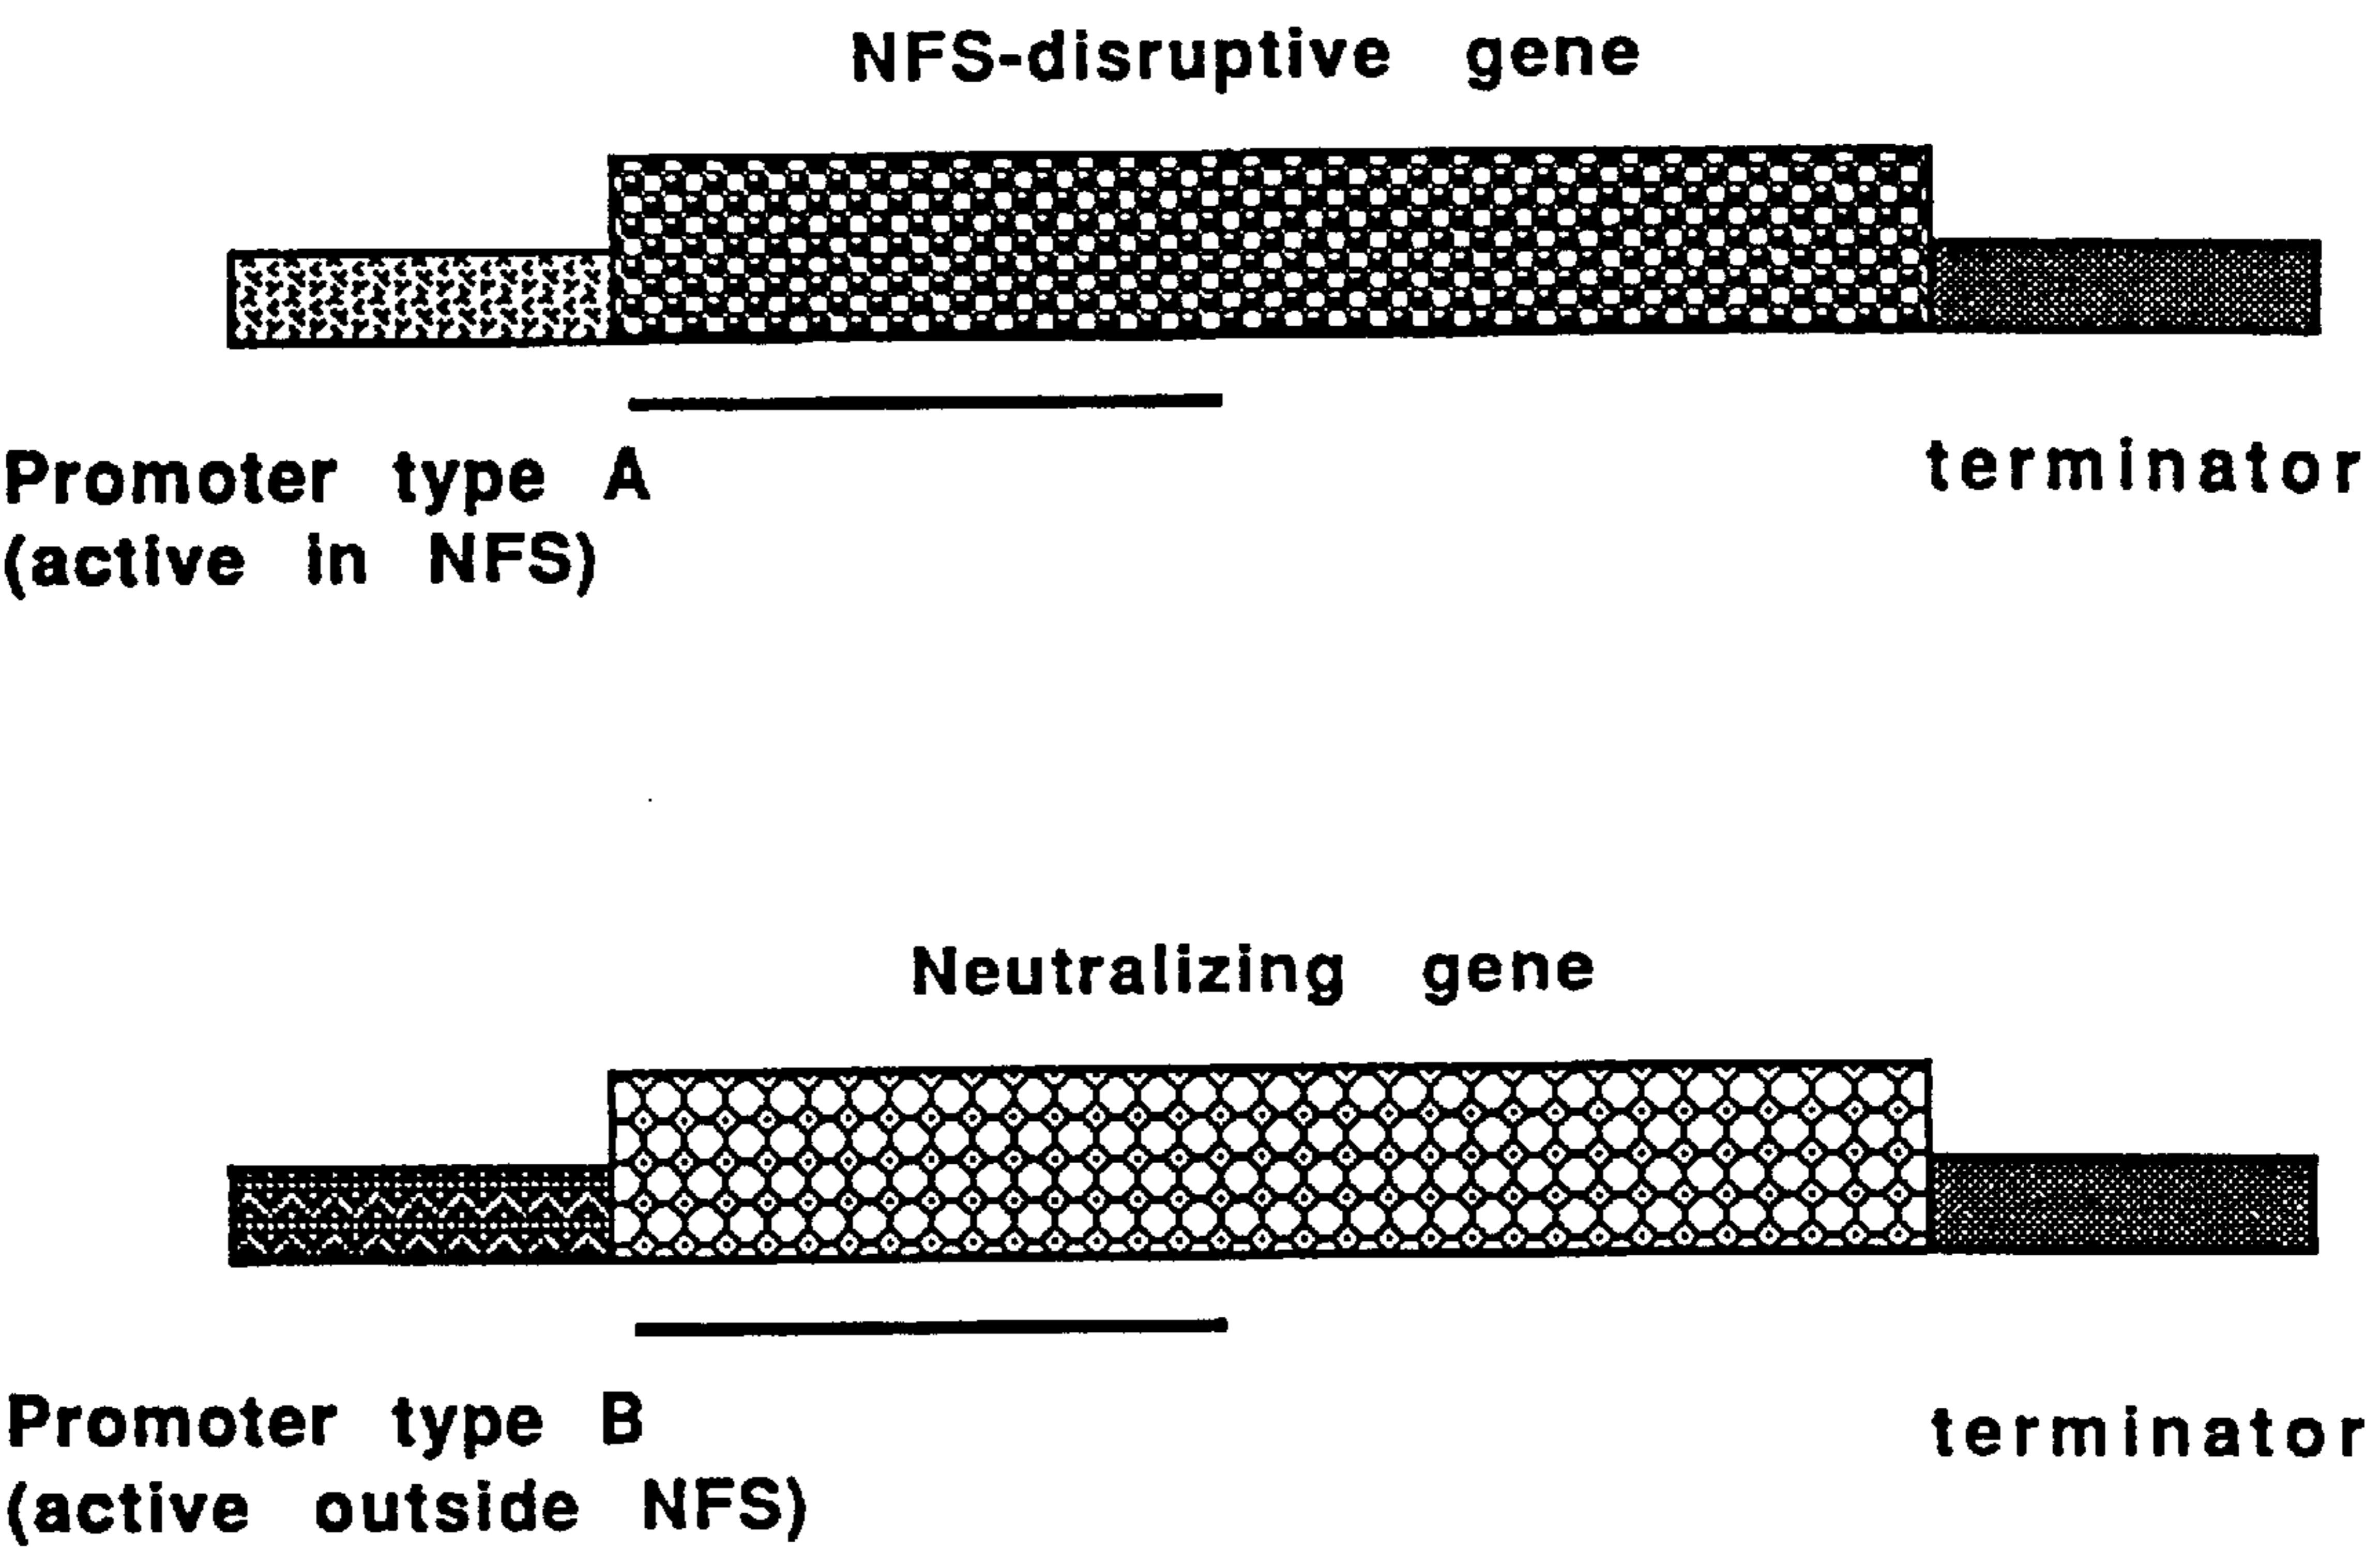 NFS-disruptive gene
Promoter type A
(active in NFS)
terminator
Neutralizing gene
Promoter type B
(active outside NFS)
terminator